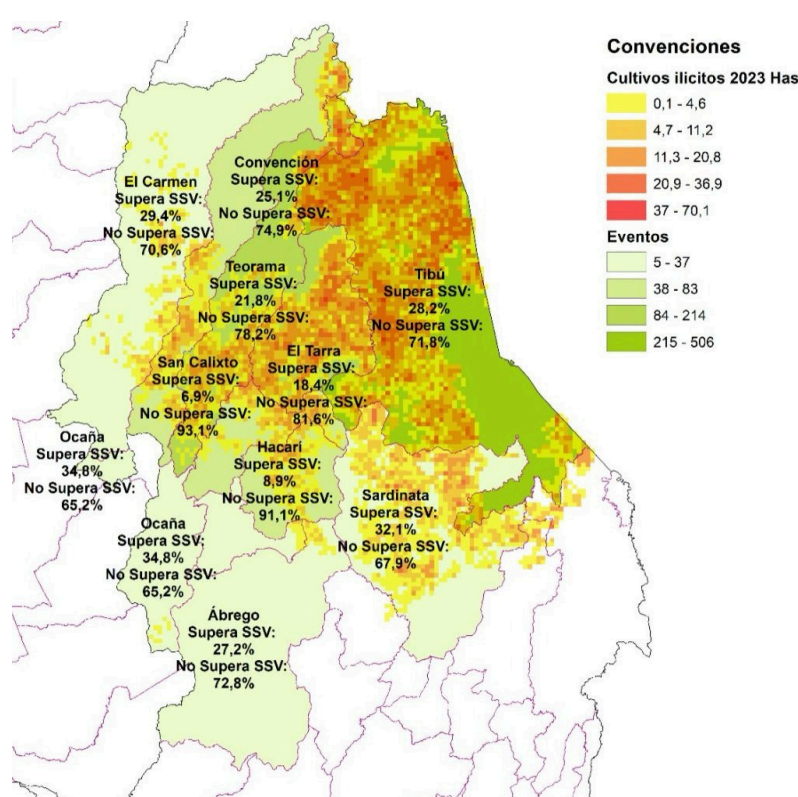 Convenciones
Cultivos ilicitos 2023 Has
0,1 - 4,6
4,7 - 11,2
11,3 - 20,8
20,9 - 36,9
37 - 70,1
Eventos
5 - 37
38 - 83
84 - 214
215 - 506
Convención
Supera SSV:
25,1%
No Supera SSV:
74,9%
El Carmen
Supera SSV:
29,4%
No Supera SSV:
70,6%
Teorama
Supera SSV:
21,8%
No Supera SSV:
78,2%
Tibú
Supera SSV:
28,2%
No Supera SSV:
71,8%
San Calixto
Supera SSV:
6,9%
No Supera SSV:
93,1%
El Tarra
Supera SSV:
18,4%
No Supera SSV:
81,6%
Ocaña
Supera SSV:
34,8%
No Supera SSV:
65,2%
Hacarí
Supera SSV:
8,9%
No Supera SSV:
91,1%
Sardinata
Supera SSV:
32,1%
No Supera SSV:
67,9%
Ocaña
Supera SSV:
34,8%
No Supera SSV:
65,2%
Ábrego
Supera SSV:
27,2%
No Supera SSV:
72,8%